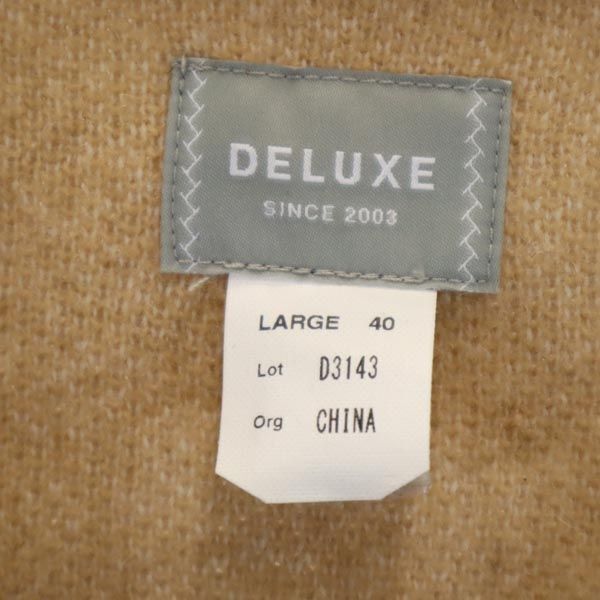 DELUXE
SINCE 2003
LARGE 40
Lot D3143
Org CHINA